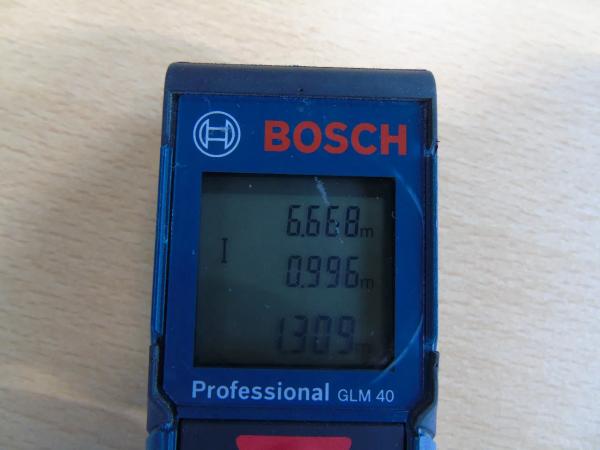 BOSCH
6.668m
0.996m
1.309m
Professional GLM 40